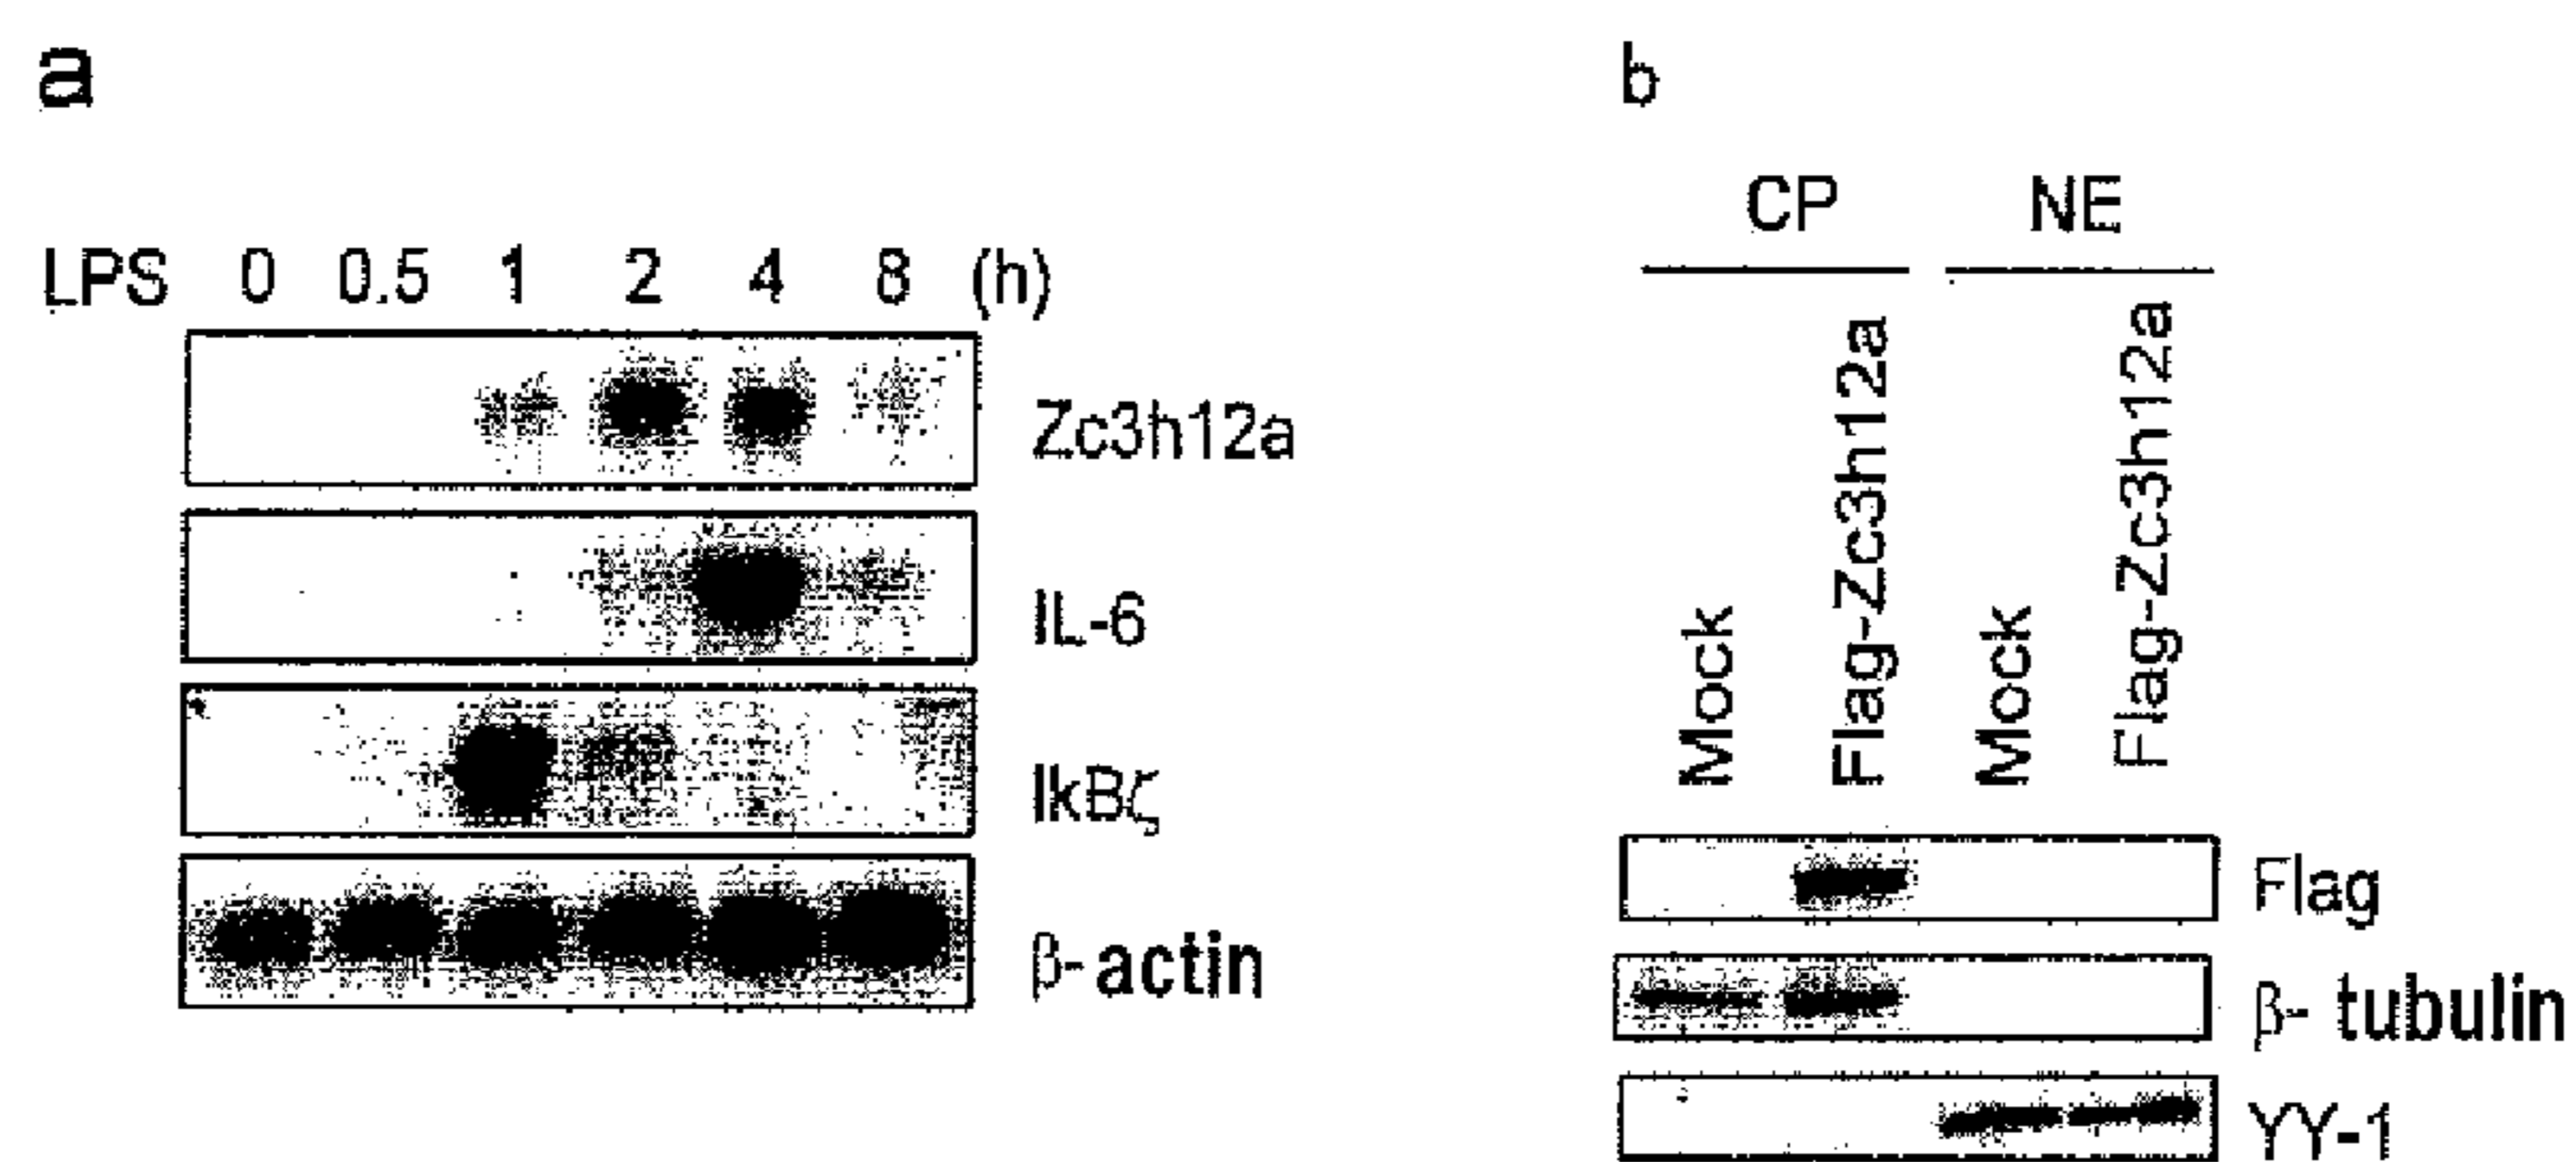 a
LPS 0 0.5 1 2 4 8 (h)
Zc3h12a
IL-6
IkBζ
β-actin
b
CP NE
Mock Flag-Zc3h12a Mock Flag-Zc3h12a
Flag
β- tubulin
YY-1